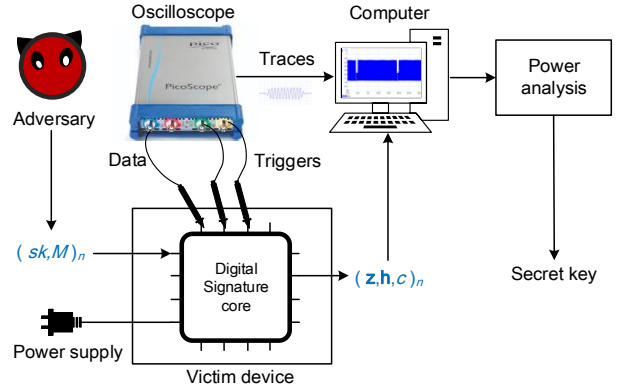 Oscilloscope
Computer
pico
PicoScope®
Traces
Power
analysis
Adversary
Data
Triggers
( sk,M )n
Digital
Signature
core
( z,h,c )n
Secret key
Power supply
Victim device